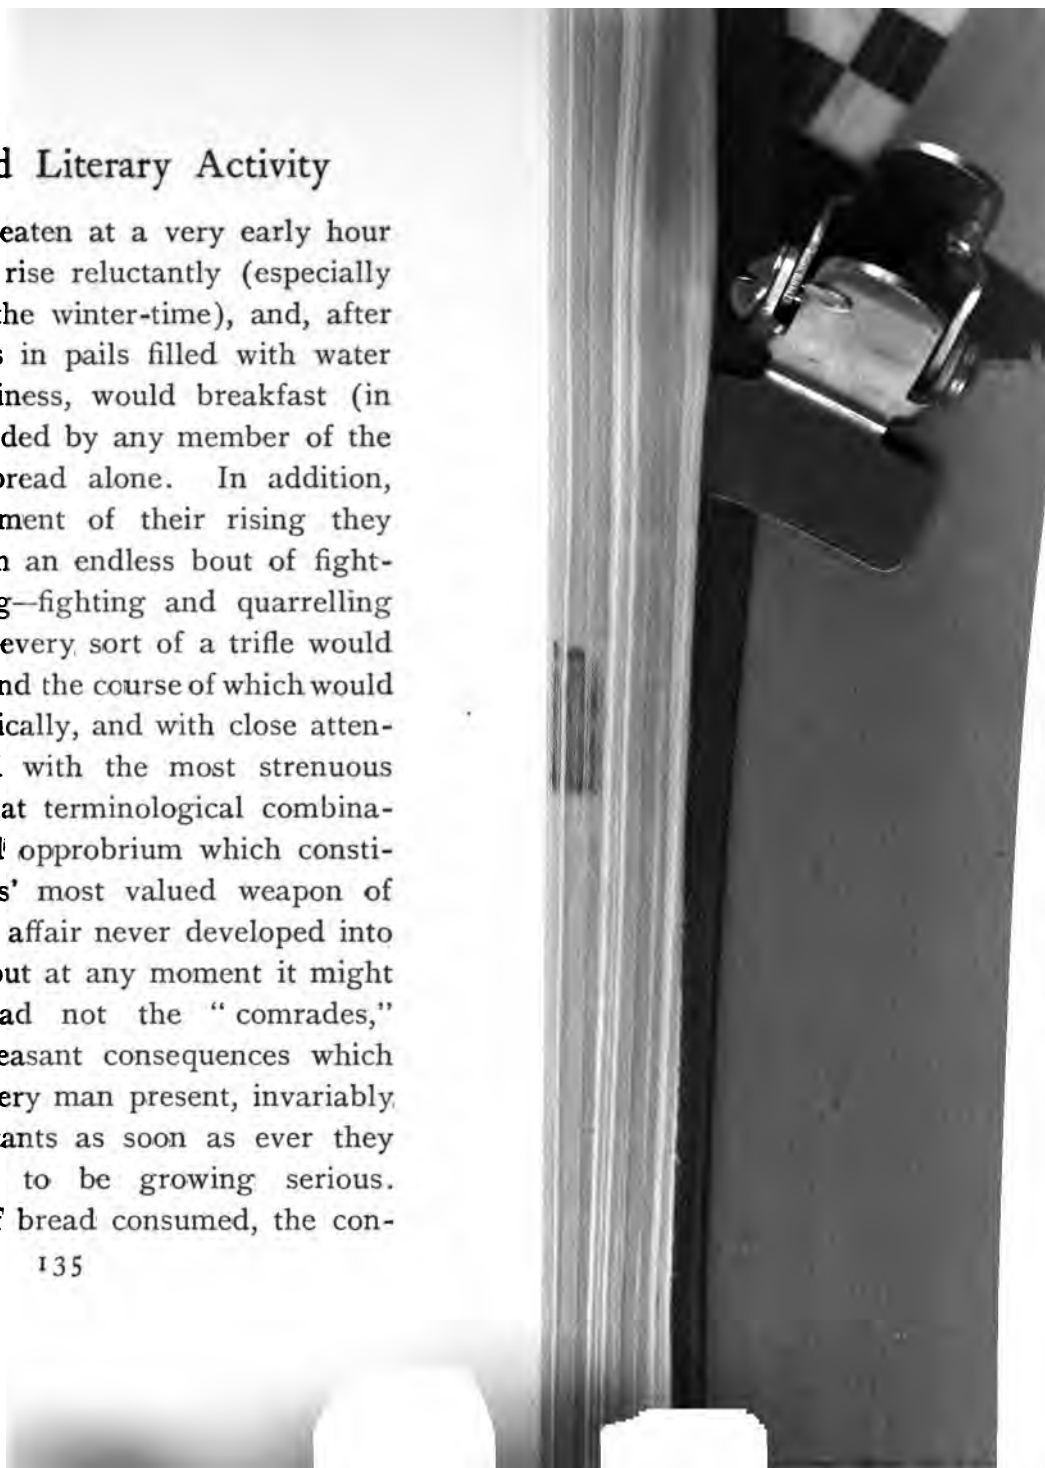 d Literary Activity
eaten at a very early hour
rise reluctantly (especially
the winter-time), and, after
s in pails filled with water
iness, would breakfast (in
ded by any member of the
bread alone. In addition,
ment of their rising they
n an endless bout of fight-
g—fighting and quarrelling
every sort of a trifle would
nd the course of which would
ically, and with close atten-
with the most strenuous
at terminological combina-
opprobrium which consti-
s' most valued weapon of
affair never developed into
out at any moment it might
ad not the “ comrades,”
easant consequences which
ery man present, invariably
ants as soon as ever they
to be growing serious.
f bread consumed, the con-
135